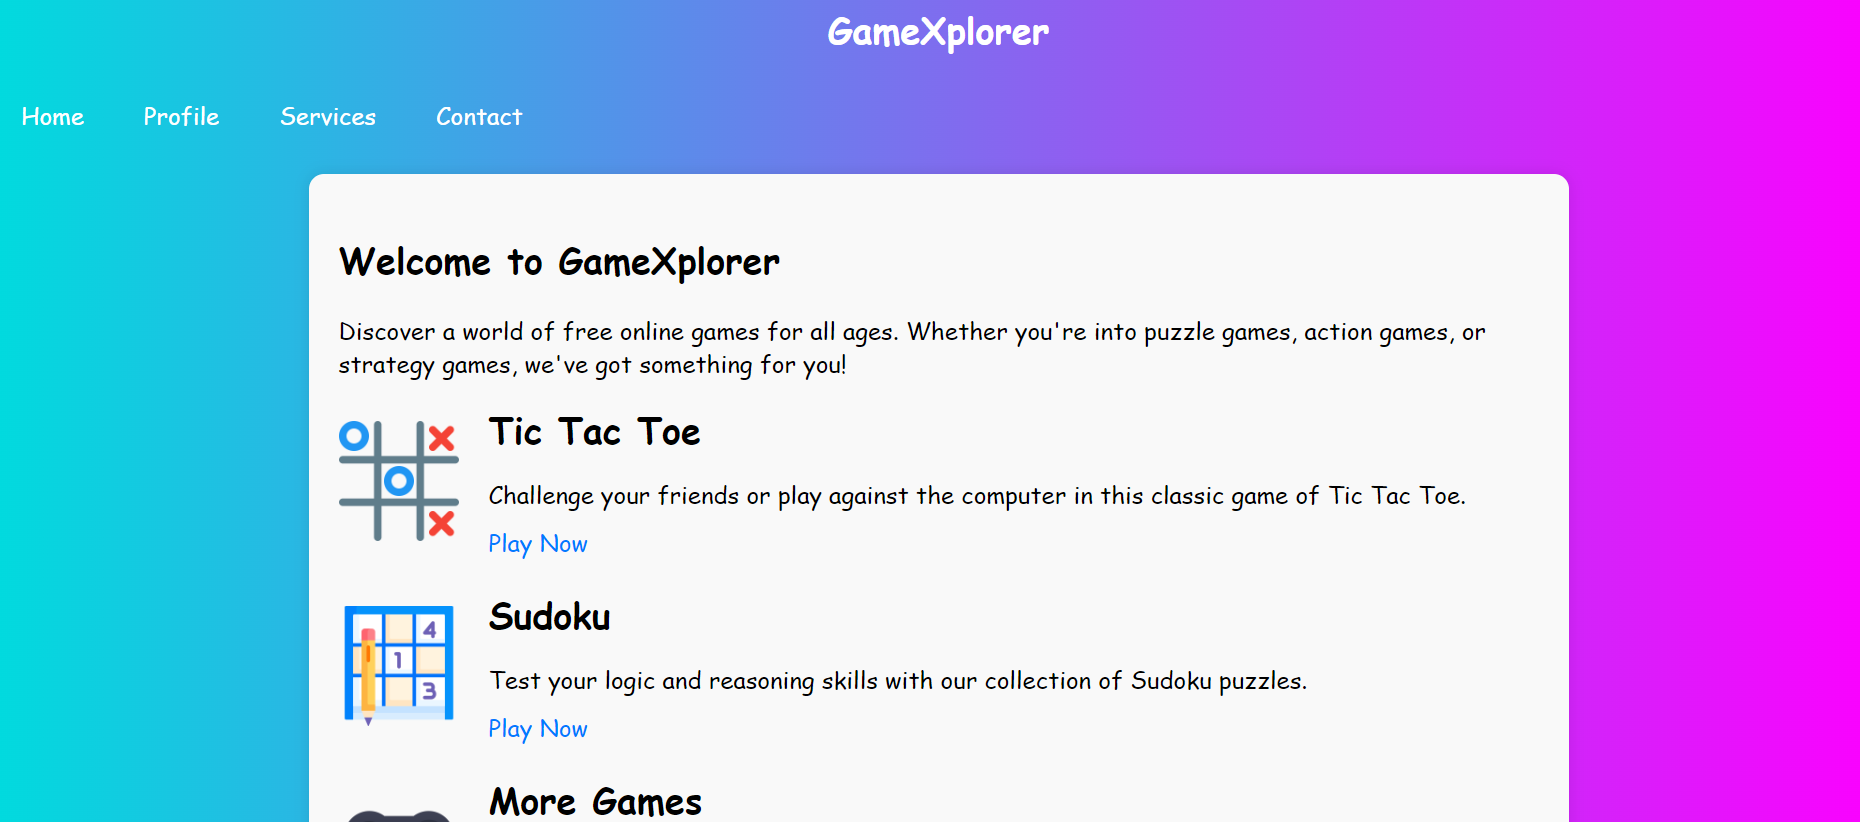 GameXplorer
Home Profile Services Contact
Welcome to GameXplorer
Discover a world of free online games for all ages. Whether you're into puzzle games, action games, or
strategy games, we've got something for you!
Tic Tac Toe
Challenge your friends or play against the computer in this classic game of Tic Tac Toe.
Play Now
Sudoku
4
1
3
Test your logic and reasoning skills with our collection of Sudoku puzzles.
Play Now
More Games